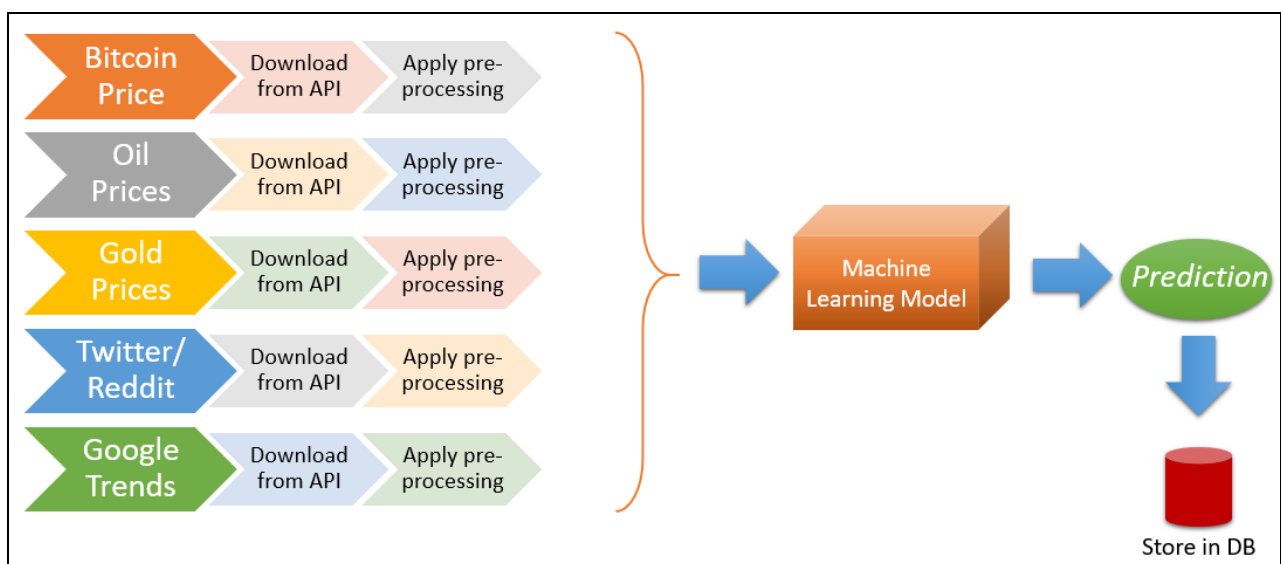 Bitcoin
Price
Download
from API
Apply pre-
processing
Oil
Prices
Download
from API
Apply pre-
processing
Gold
Prices
Download
from API
Apply pre-
processing
Twitter/
Reddit
Download
from API
Apply pre-
processing
Google
Trends
Download
from API
Apply pre-
processing
Machine
Learning Model
Prediction
Store in DB